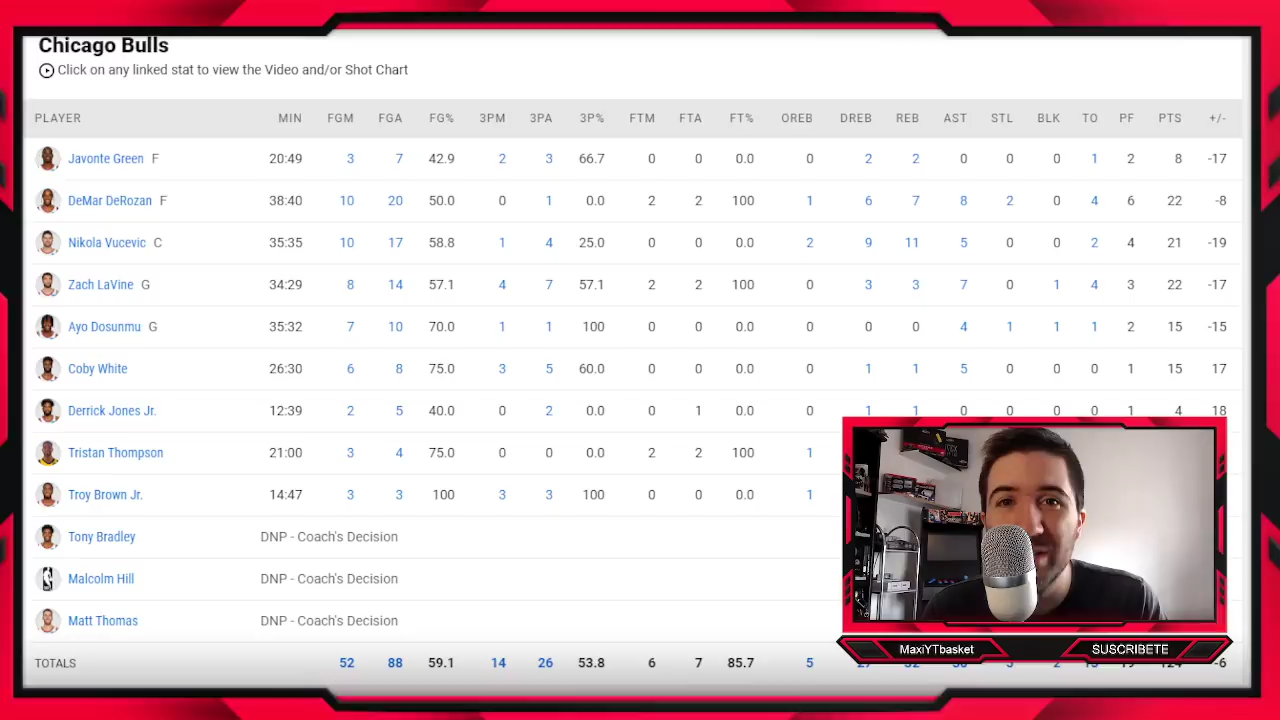 Chicago Bulls
Click on any linked stat to view the Video and/or Shot Chart
PLAYER MIN FGM FGA FG% 3PM 3PA 3P% FTM FTA FT% OREB DREB REB AST STL BLK TO PF PTS +/-
Javonte Green F 20:49 3 7 42.9 2 3 66.7 0 0 0.0 0 2 2 0 0 0 1 2 8 -17
DeMar DeRozan F 38:40 10 20 50.0 0 1 0.0 2 2 100 1 6 7 8 2 0 4 6 22 -8
Nikola Vucevic C 35:35 10 17 58.8 1 4 25.0 0 0 0.0 2 9 11 5 0 0 2 4 21 -19
Zach LaVine G 34:29 8 14 57.1 4 7 57.1 2 2 100 0 3 3 7 0 1 4 3 22 -17
Ayo Dosunmu G 35:32 7 10 70.0 1 1 100 0 0 0.0 0 0 0 4 1 1 1 2 15 -15
Coby White 26:30 6 8 75.0 3 5 60.0 0 0 0.0 0 1 1 5 0 0 0 1 15 17
Derrick Jones Jr. 12:39 2 5 40.0 0 2 0.0 0 1 0.0 0 1 1 0 0 0 0 1 4 18
Tristan Thompson 21:00 3 4 75.0 0 0 0.0 2 2 100 1
Troy Brown Jr. 14:47 3 3 100 3 3 100 0 0 0.0 1
Tony Bradley DNP - Coach's Decision
Malcolm Hill DNP - Coach's Decision
Matt Thomas DNP - Coach's Decision
TOTALS 52 88 59.1 14 26 53.8 6 7 85.7 5 -6
MaxiYTbasket SUSCRIBETE